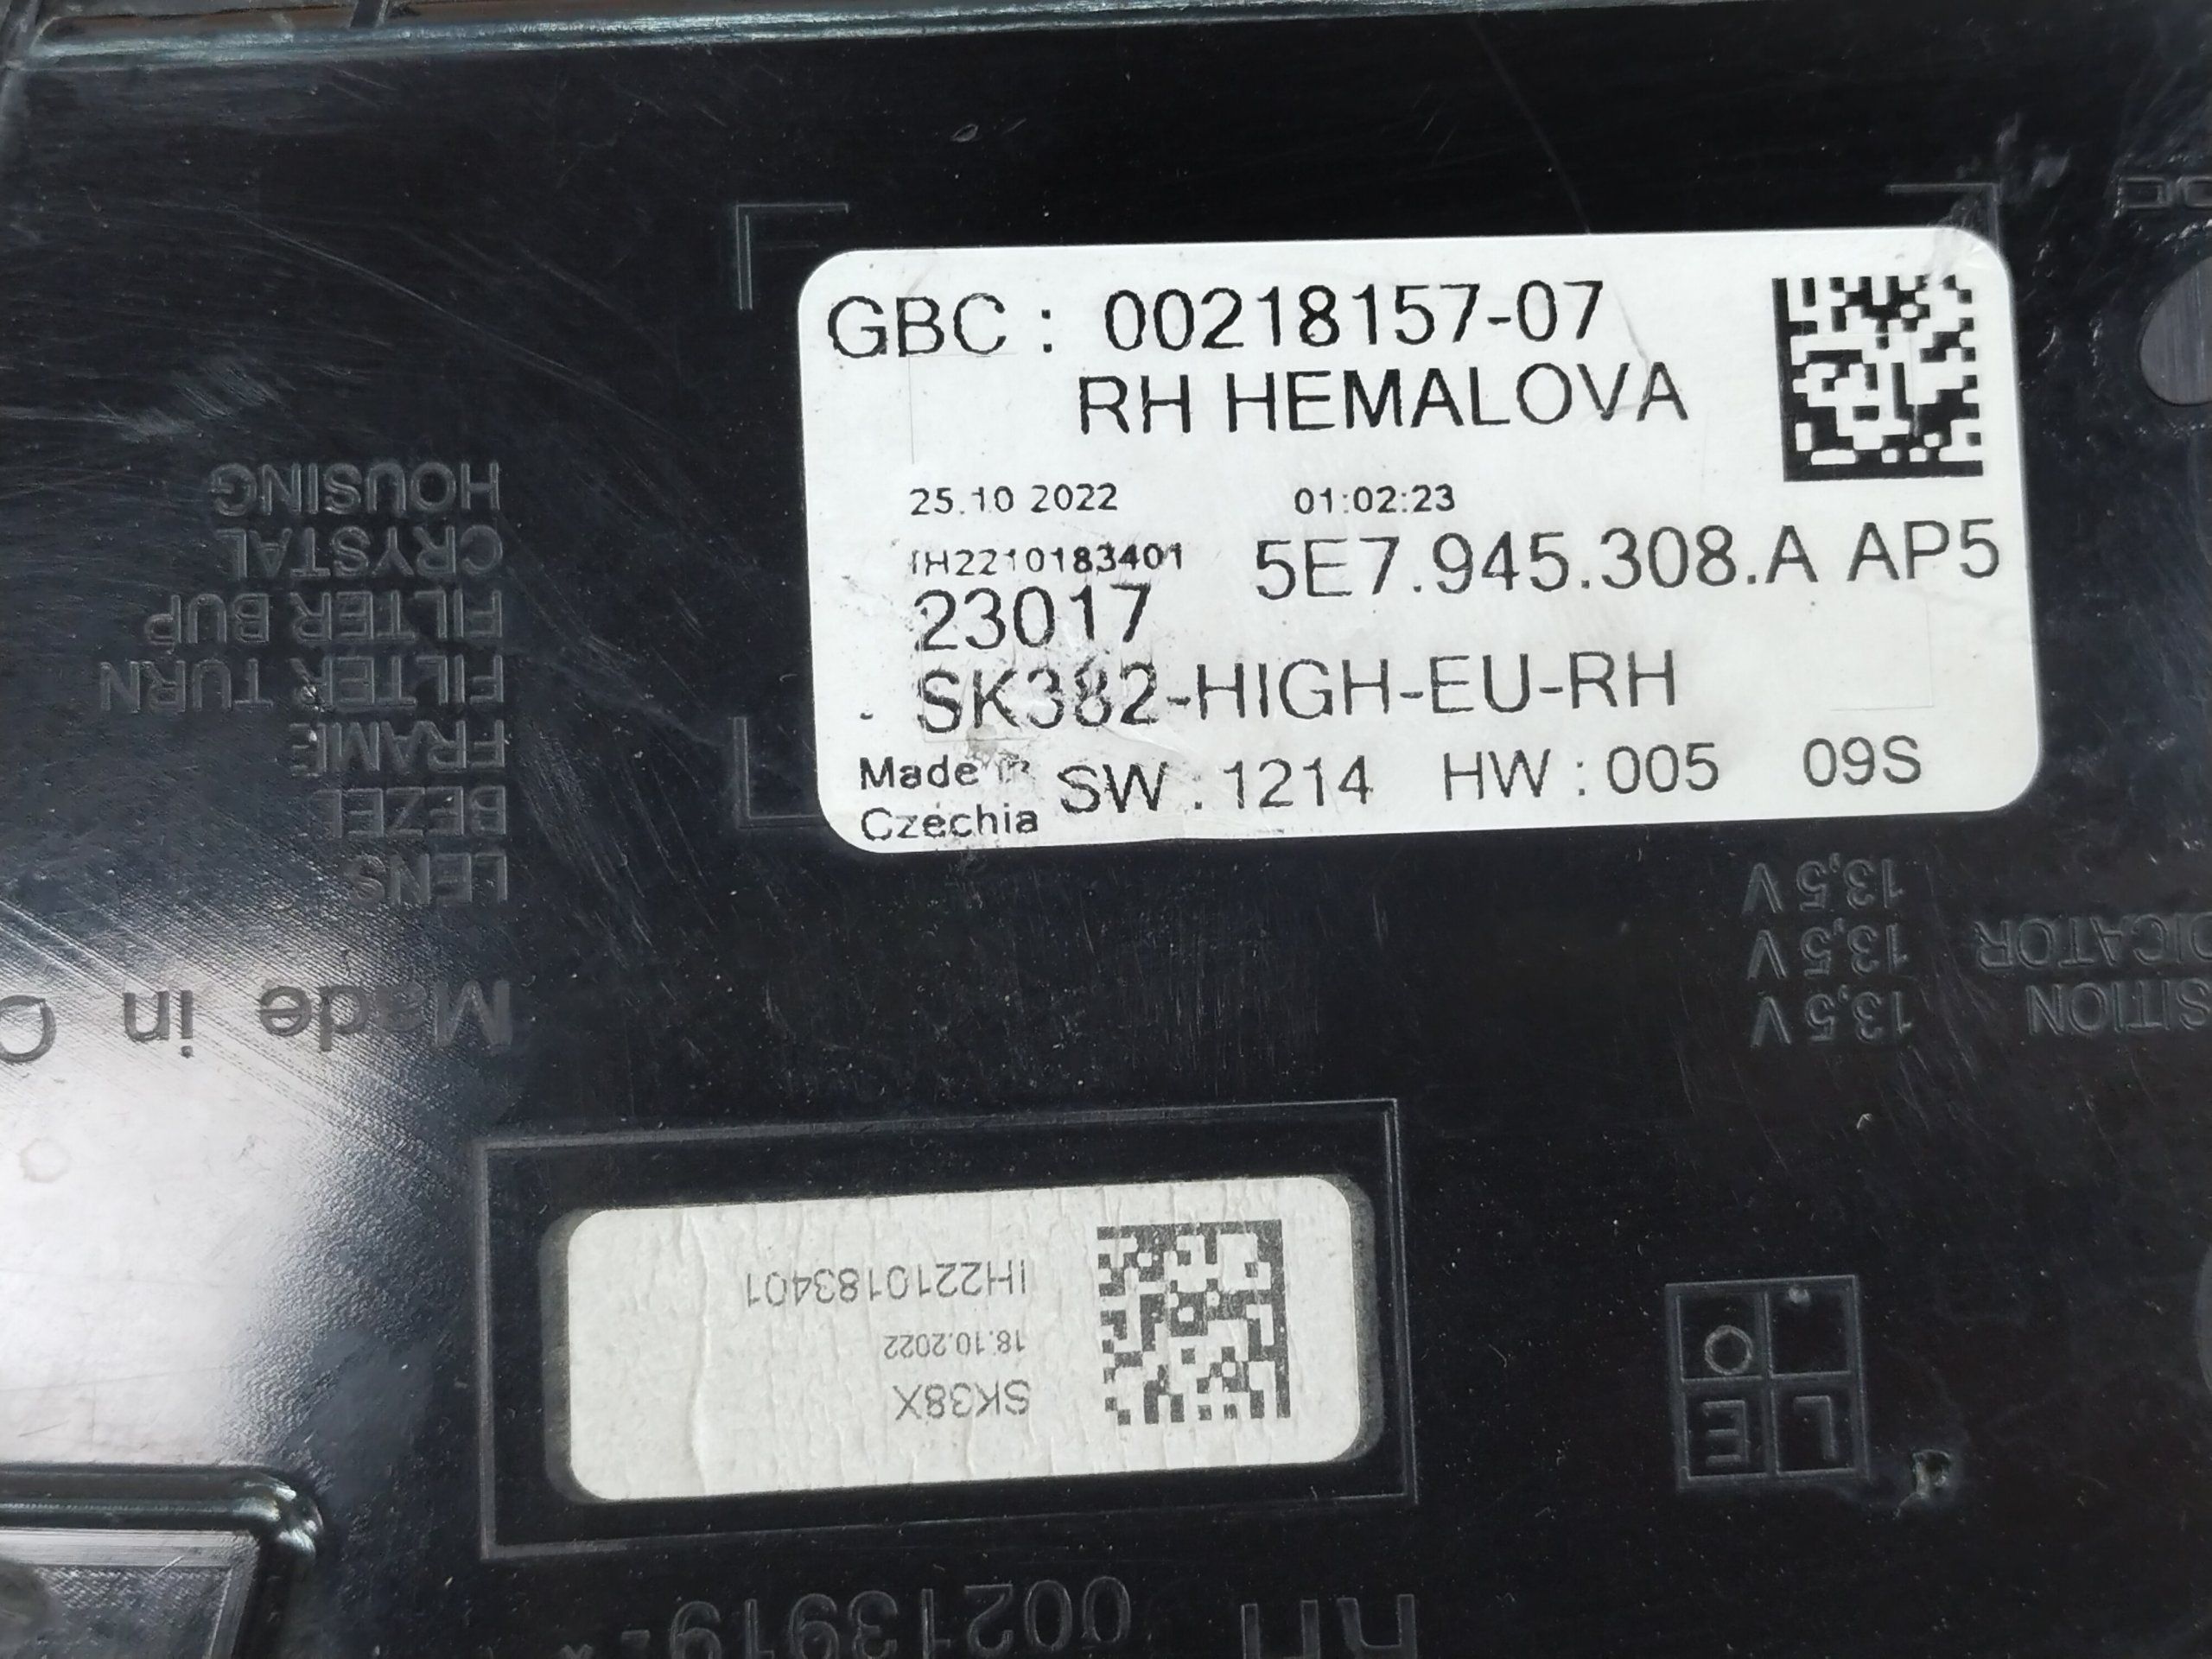 GBC : 00218157-07
RH HEMALOVA
25.10 2022 01:02:23
IH2210183401 5E7.945.308.A AP5
23017
SK382-HIGH-EU-RH
Made in
Czechia SW : 1214 HW : 005 09S
HOUSING
CRYSTAL
FILTER BUP
FILTER TURN
FRAME
BEZEL
LENS
Made in
13,5 V
13,5 V
13,5 V
IH2210183401
18.10.2022
SK38X
O
E L
00213919-